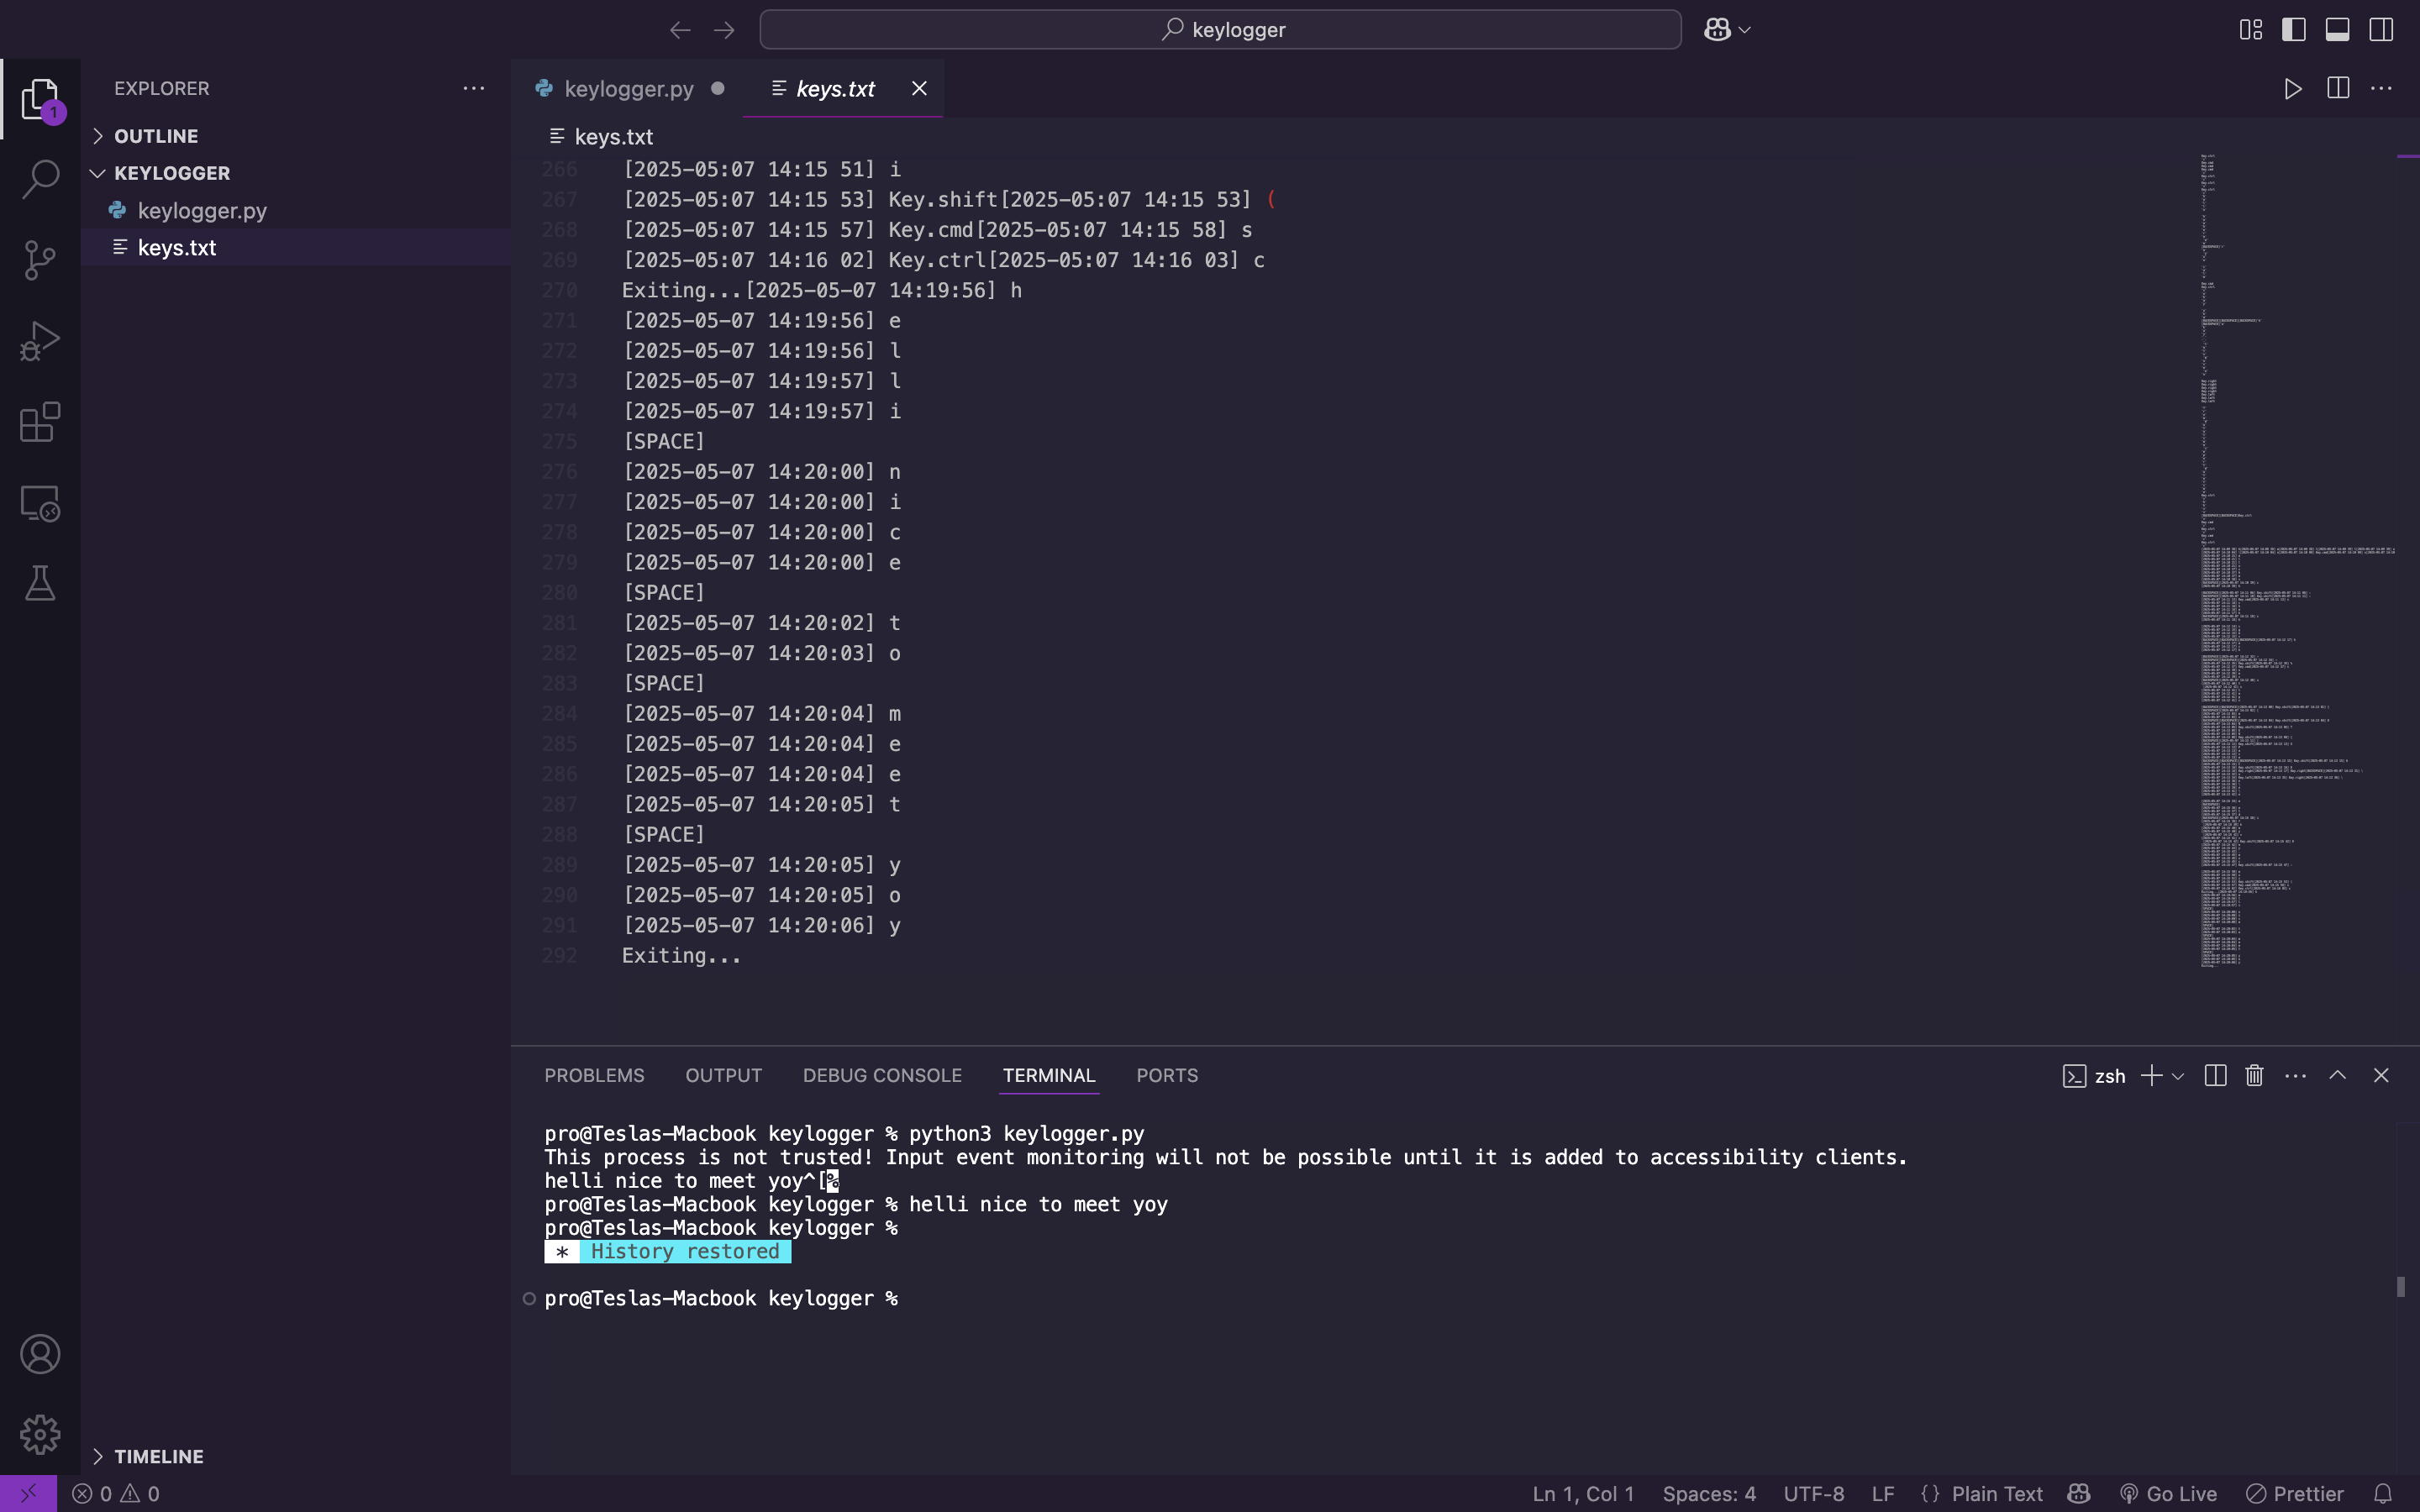 keylogger
EXPLORER
OUTLINE
KEYLOGGER
keylogger.py
keys.txt
TIMELINE
1
keylogger.py
keys.txt
keys.txt
266 [2025-05:07 14:15 51] i
267 [2025-05:07 14:15 53] Key.shift[2025-05:07 14:15 53] (
268 [2025-05:07 14:15 57] Key.cmd[2025-05:07 14:15 58] s
269 [2025-05:07 14:16 02] Key.ctrl[2025-05:07 14:16 03] c
270 Exiting...[2025-05-07 14:19:56] h
271 [2025-05-07 14:19:56] e
272 [2025-05-07 14:19:56] l
273 [2025-05-07 14:19:57] l
274 [2025-05-07 14:19:57] i
275 [SPACE]
276 [2025-05-07 14:20:00] n
277 [2025-05-07 14:20:00] i
278 [2025-05-07 14:20:00] c
279 [2025-05-07 14:20:00] e
280 [SPACE]
281 [2025-05-07 14:20:02] t
282 [2025-05-07 14:20:03] o
283 [SPACE]
284 [2025-05-07 14:20:04] m
285 [2025-05-07 14:20:04] e
286 [2025-05-07 14:20:04] e
287 [2025-05-07 14:20:05] t
288 [SPACE]
289 [2025-05-07 14:20:05] y
290 [2025-05-07 14:20:05] o
291 [2025-05-07 14:20:06] y
292 Exiting...
PROBLEMS OUTPUT DEBUG CONSOLE TERMINAL PORTS
zsh
pro@Teslas-Macbook keylogger % python3 keylogger.py
This process is not trusted! Input event monitoring will not be possible until it is added to accessibility clients.
helli nice to meet yoy^[%
pro@Teslas-Macbook keylogger % helli nice to meet yoy
pro@Teslas-Macbook keylogger %
* History restored
pro@Teslas-Macbook keylogger %
0 0
Ln 1, Col 1 Spaces: 4 UTF-8 LF {} Plain Text Go Live Prettier